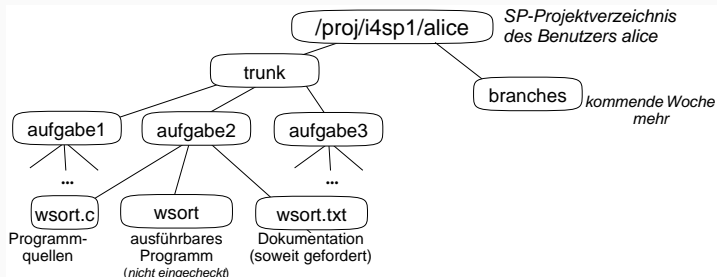 /proj/i4sp1/alice
SP-Projektverzeichnis
des Benutzers alice
trunk
branches
kommende Woche
mehr
aufgabe1
aufgabe2
aufgabe3
...
...
wsort.c
wsort
wsort.txt
Programm-
quellen
ausführbares
Programm
(nicht eingecheckt)
Dokumentation
(soweit gefordert)